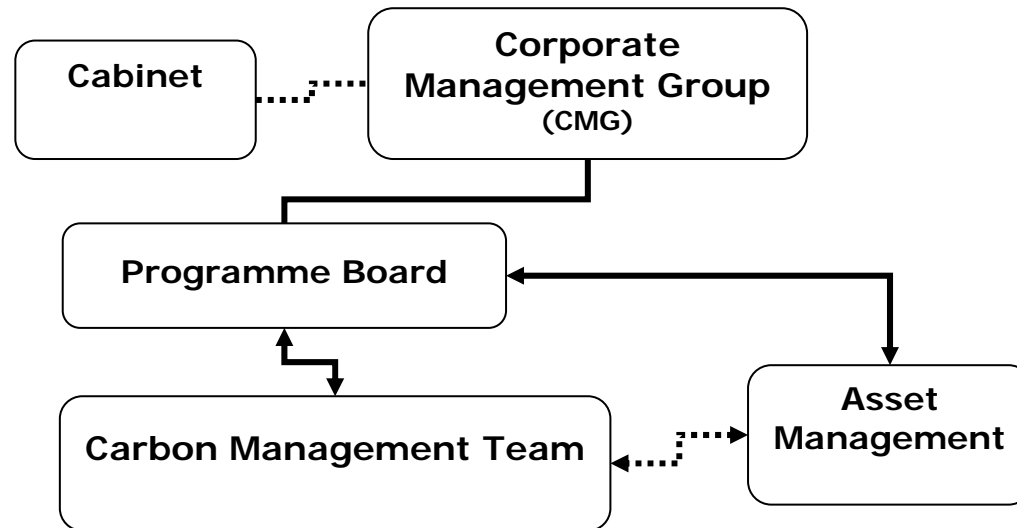 Cabinet
Corporate
Management Group
(CMG)
Programme Board
Carbon Management Team
Asset
Management